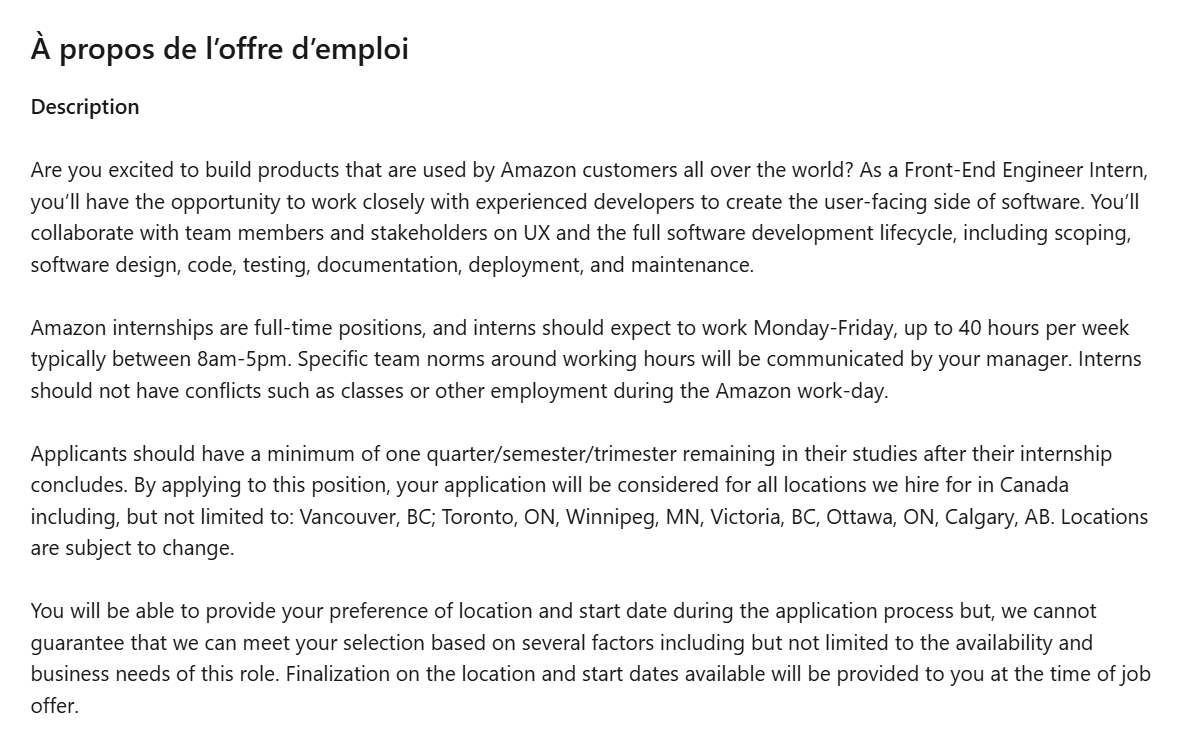 À propos de l’offre d’emploi
Description
Are you excited to build products that are used by Amazon customers all over the world? As a Front-End Engineer Intern,
you’ll have the opportunity to work closely with experienced developers to create the user-facing side of software. You’ll
collaborate with team members and stakeholders on UX and the full software development lifecycle, including scoping,
software design, code, testing, documentation, deployment, and maintenance.
Amazon internships are full-time positions, and interns should expect to work Monday-Friday, up to 40 hours per week
typically between 8am-5pm. Specific team norms around working hours will be communicated by your manager. Interns
should not have conflicts such as classes or other employment during the Amazon work-day.
Applicants should have a minimum of one quarter/semester/trimester remaining in their studies after their internship
concludes. By applying to this position, your application will be considered for all locations we hire for in Canada
including, but not limited to: Vancouver, BC; Toronto, ON, Winnipeg, MN, Victoria, BC, Ottawa, ON, Calgary, AB. Locations
are subject to change.
You will be able to provide your preference of location and start date during the application process but, we cannot
guarantee that we can meet your selection based on several factors including but not limited to the availability and
business needs of this role. Finalization on the location and start dates available will be provided to you at the time of job
offer.